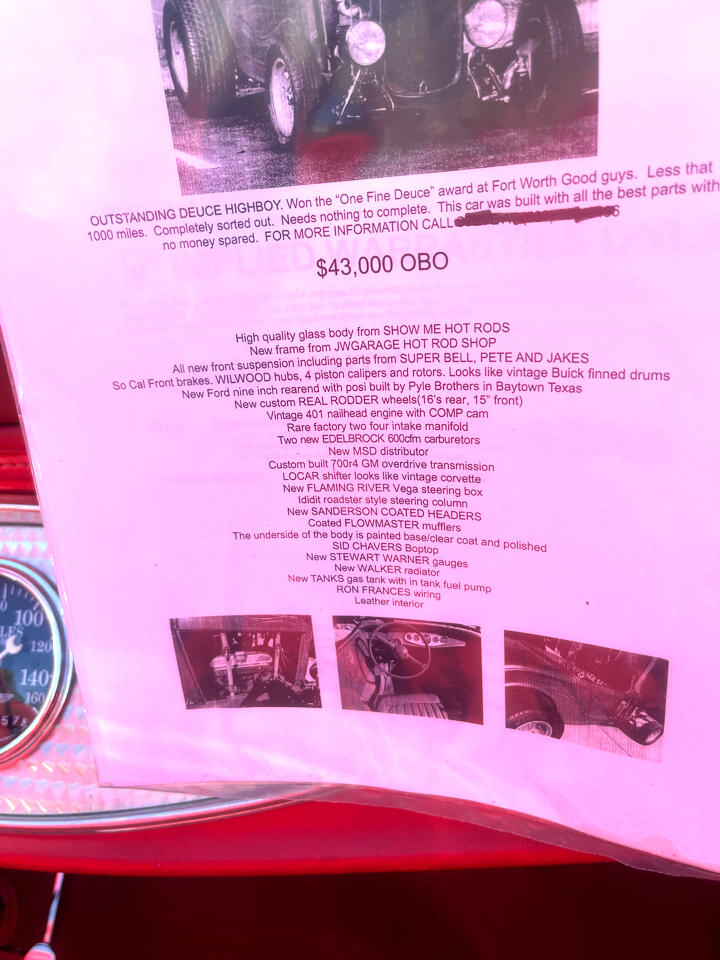 OUTSTANDING DEUCE HIGHBOY. Won the "One Fine Deuce" award at Fort Worth Good guys. Less that
1000 miles. Completely sorted out. Needs nothing to complete. This car was built with all the best parts with
no money spared. FOR MORE INFORMATION CALL
$43,000 OBO
High quality glass body from SHOW ME HOT RODS
New frame from JWGARAGE HOT ROD SHOP
All new front suspension including parts from SUPER BELL, PETE AND JAKES
So Cal Front brakes. WILWOOD hubs, 4 piston calipers and rotors. Looks like vintage Buick finned drums
New Ford nine inch rearend with posi built by Pyle Brothers in Baytown Texas
New custom REAL RODDER wheels(16's rear, 15" front)
Vintage 401 nailhead engine with COMP cam
Rare factory two four intake manifold
Two new EDELBROCK 600cfm carburetors
New MSD distributor
Custom built 700r4 GM overdrive transmission
LOCAR shifter looks like vintage corvette
New FLAMING RIVER Vega steering box
Ididit roadster style steering column
New SANDERSON COATED HEADERS
Coated FLOWMASTER mufflers
The underside of the body is painted base/clear coat and polished
SID CHAVERS Boptop
New STEWART WARNER gauges
New WALKER radiator
New TANKS gas tank with in tank fuel pump
RON FRANCES wiring
Leather interior
100
120
140
160